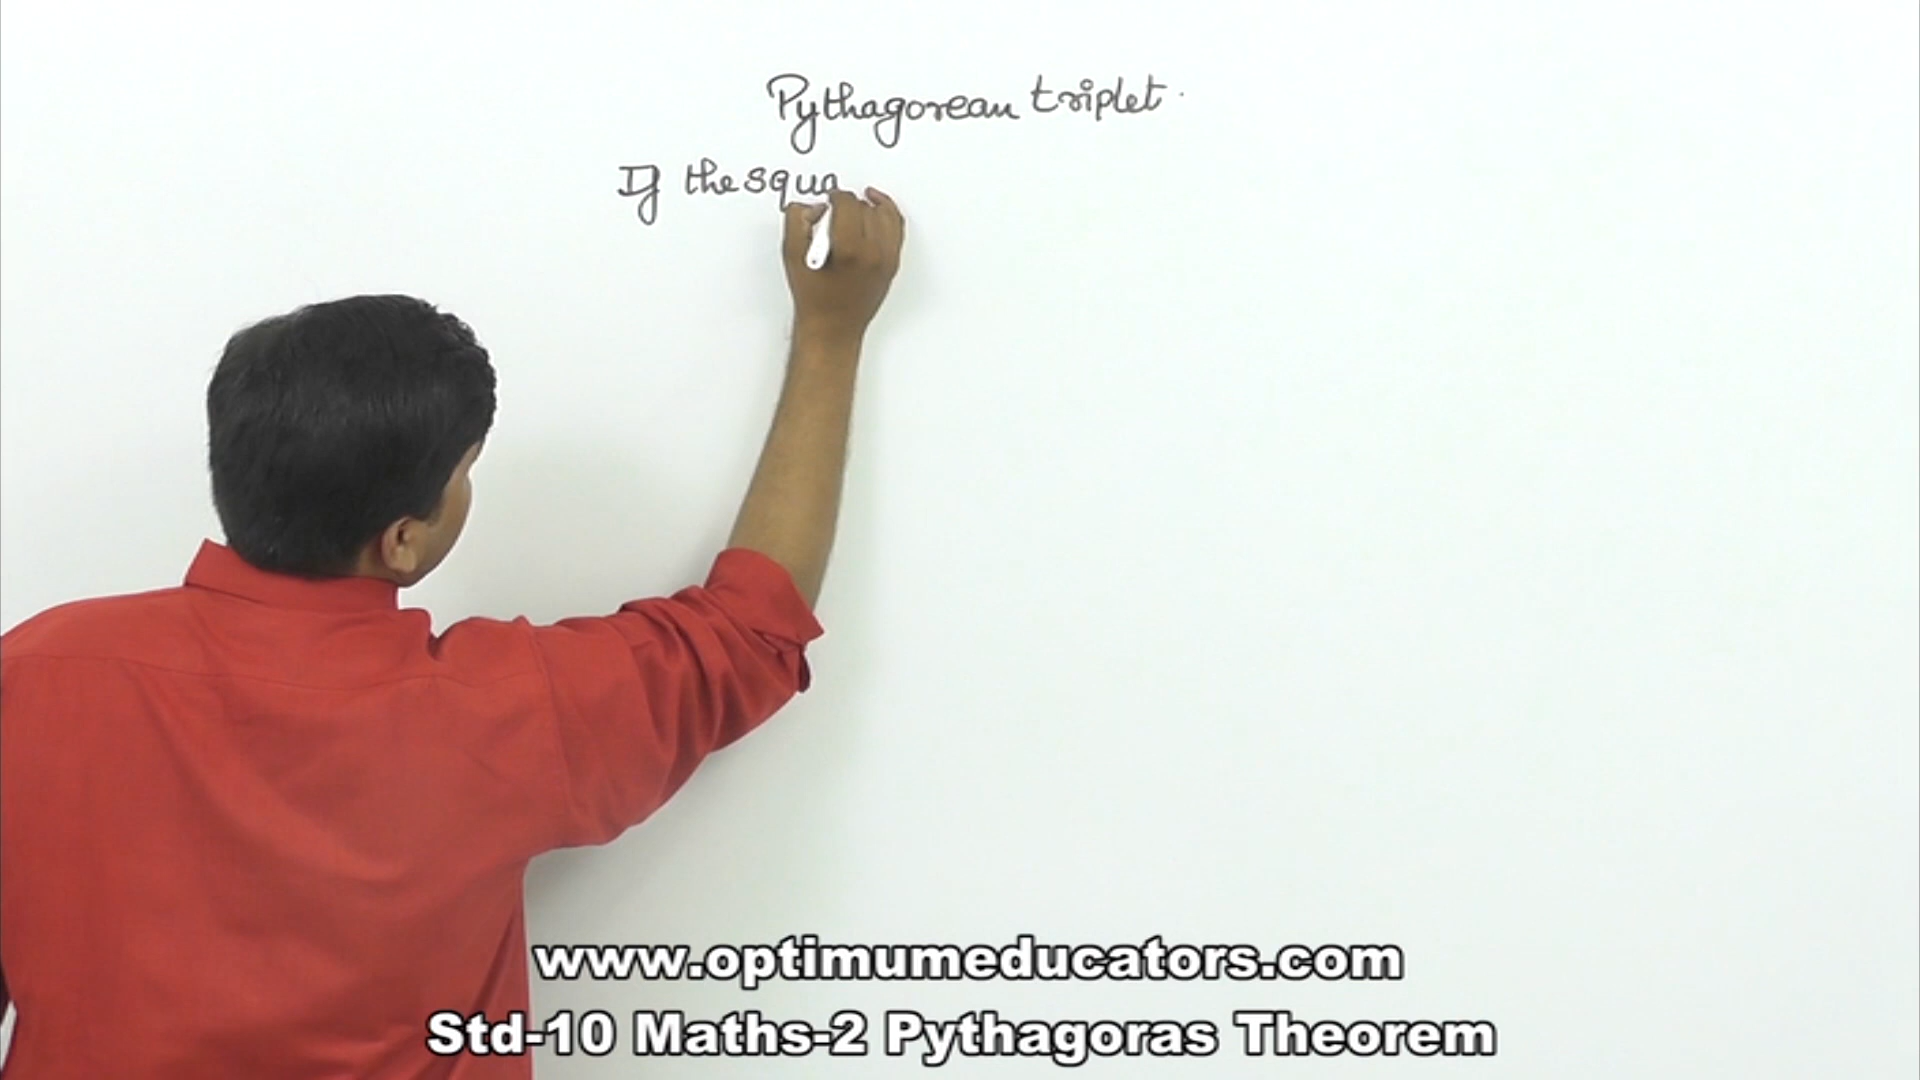 Pythagorean triplet.
If the squa
www.optimumeducators.com
Std-10 Maths-2 Pythagoras Theorem